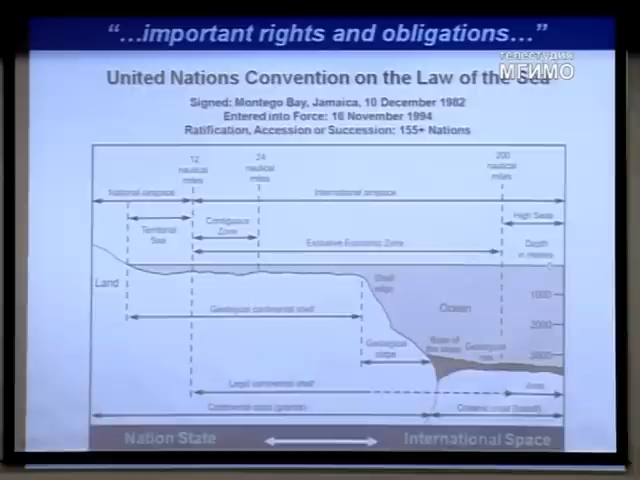 “...important rights and obligations...”
телестудия
МГИМО
United Nations Convention on the Law of the Sea
Signed: Montego Bay, Jamaica, 10 December 1982
Entered into Force: 16 November 1994
Ratification, Accession or Succession: 155+ Nations
12
nautical
miles
24
nautical
miles
200
nautical
miles
National airspace
International airspace
Territorial
Sea
Contiguous
Zone
High Seas
Exclusive Economic Zone
Depth
in meters
0
Land
Shelf
edge
1000
Geological continental shelf
Ocean
2000
Geological
slope
Base of
the slope
Geological
rise
3000
Legal continental shelf
Area
Continental crust (granite)
Oceanic crust (basalt)
Nation State
International Space